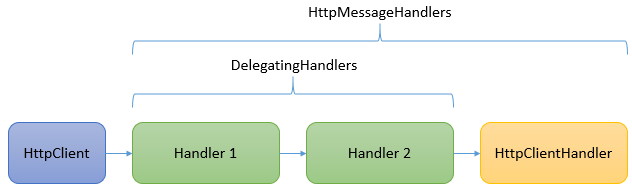 HttpMessageHandlers
DelegatingHandlers
HttpClient
Handler 1
Handler 2
HttpClientHandler